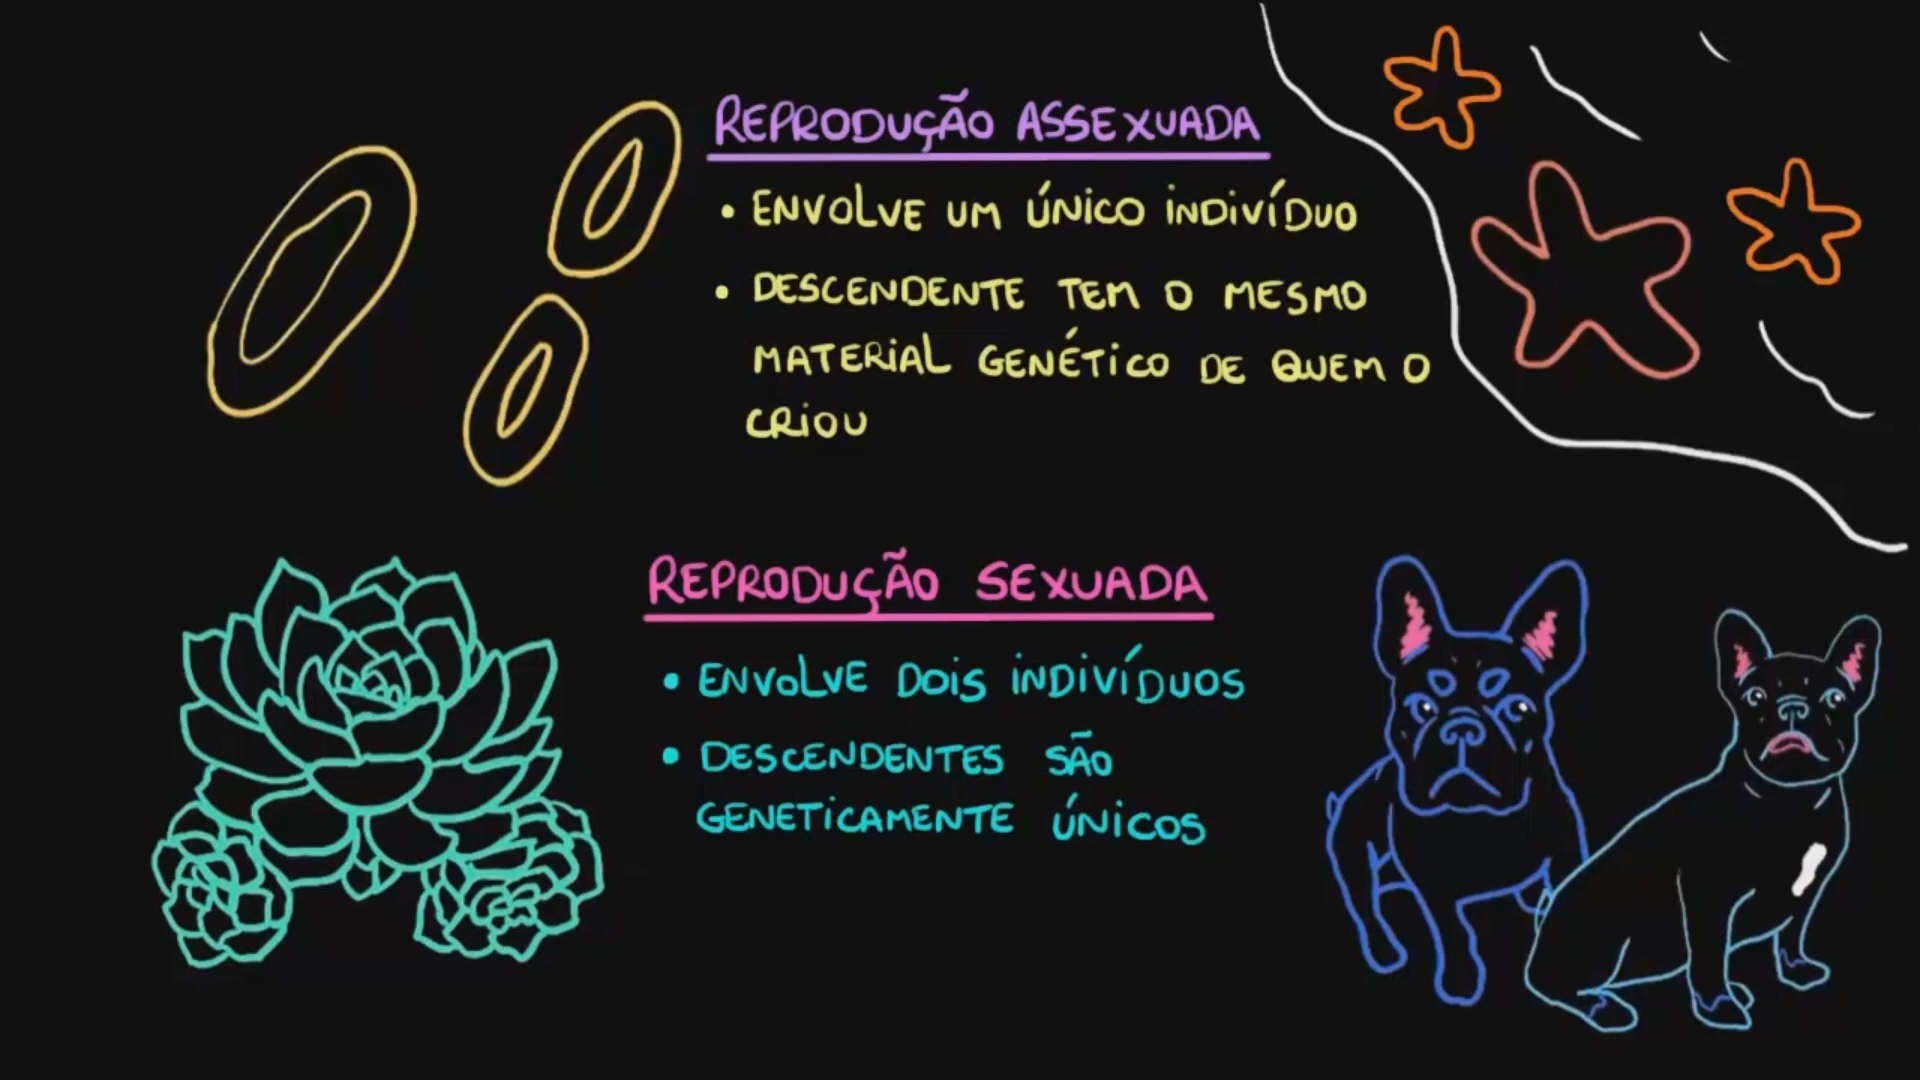 REPRODUÇÃO ASSEXUADA
• ENVOLVE UM ÚNICO INDIVÍDUO
• DESCENDENTE TEM O MESMO
MATERIAL GENÉTICO DE QUEM O
CRIOU
REPRODUÇÃO SEXUADA
• ENVOLVE DOIS INDIVÍDUOS
• DESCENDENTES SÃO
GENETICAMENTE ÚNICOS